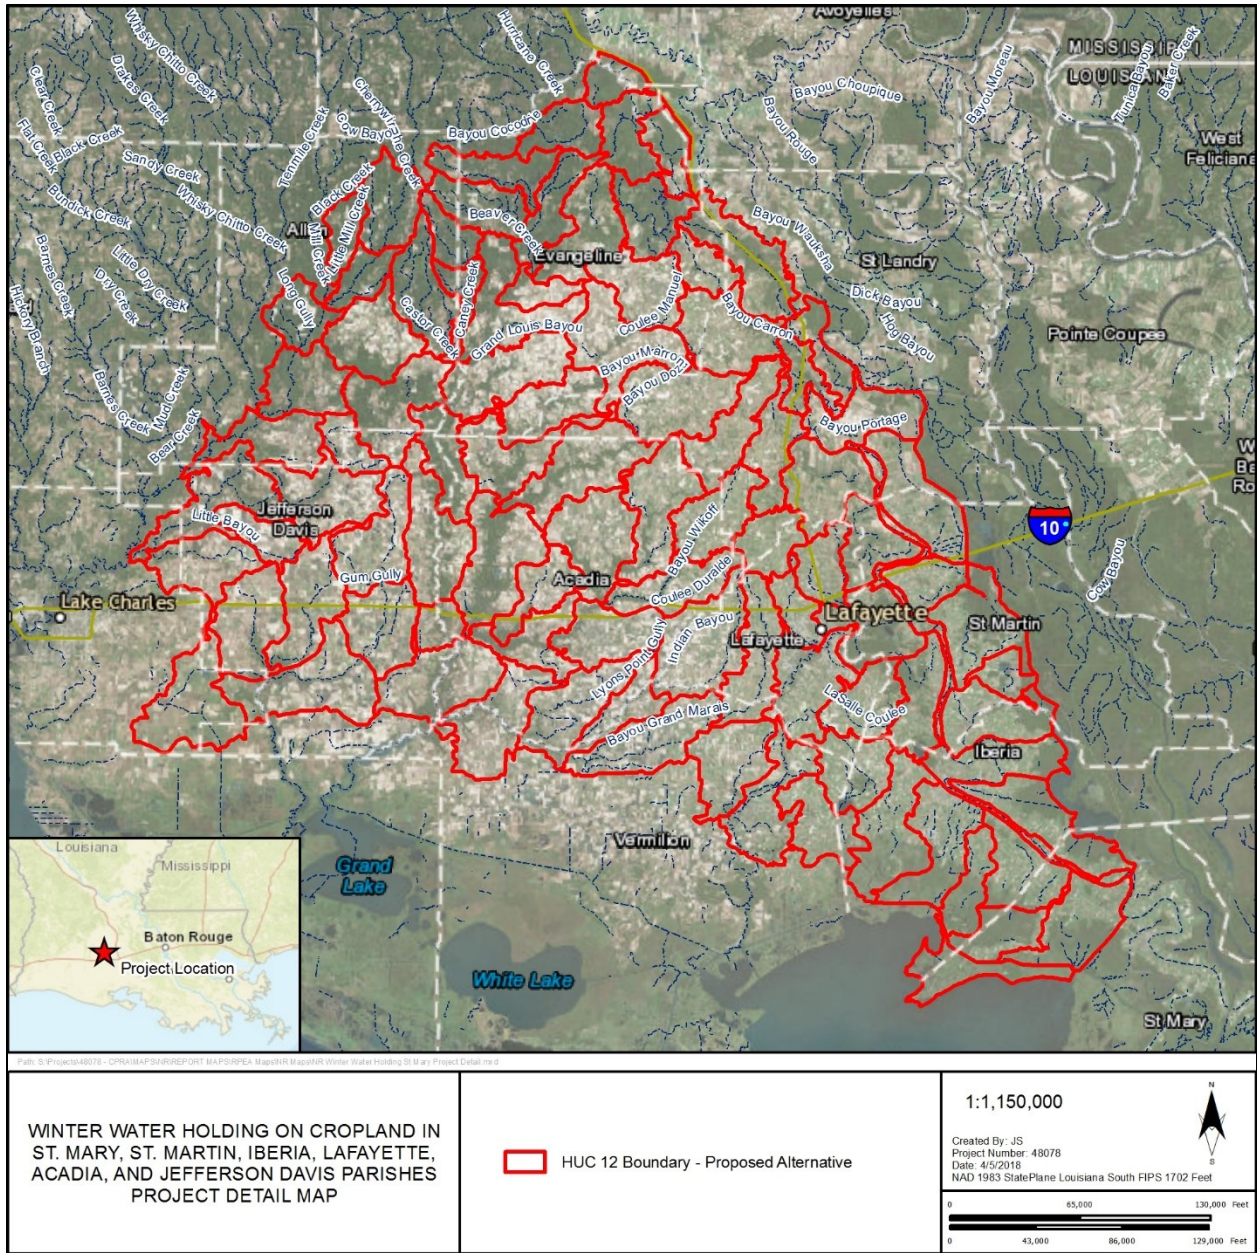 Avoyelles
MISSISSIPPI
LOUISIANA
Whisky Chitto Creek
Drakes Creek
Clear Creek
Flat Creek
Black Creek
Sandy Creek
Bundick Creek
Whisky Chitto Creek
Barnes Creek
Little Dry Creek
Dry Creek
Hickory Branch
Barnes Creek
Mud Creek
Bear Creek
Tenmile Creek
Hurricane Creek
Cow Bayou
Bayou Cocodrie
Black Creek
Mill Creek
Little Mill Creek
Long Gully
Beaver Creek
Evangeline
Castor Creek
Caney Creek
Grand Louis Bayou
Coulee Manuel
Bayou Marron
Bayou Carron
Bayou Choupique
Bayou Rouge
Bayou Moreau
Tunica Bayou
Baker Creek
West
Feliciana
Bayou Wauksha
St Landry
Dick Bayou
Hog Bayou
Pointe Coupee
Bayou Portage
Jefferson
Davis
Little Bayou
Gum Gully
Lake Charles
Acadia
Bayou Wikoff
Coulee Duralde
Lyons Point Gully
Indian Bayou
Lafayette
Lafayette
Bayou Grand Marais
LaSalle Coulee
10
Cow Bayou
St Martin
Iberia
Vermilion
Grand
Lake
White Lake
St Mary
Louisiana
Mississippi
Baton Rouge
Project Location
WINTER WATER HOLDING ON CROPLAND IN
ST. MARY, ST. MARTIN, IBERIA, LAFAYETTE,
ACADIA, AND JEFFERSON DAVIS PARISHES
PROJECT DETAIL MAP
HUC 12 Boundary - Proposed Alternative
1:1,150,000
N
S
Created By: JS
Project Number: 48078
Date: 4/5/2018
NAD 1983 StatePlane Louisiana South FIPS 1702 Feet
0 65,000 130,000 Feet
0 43,000 86,000 129,000 Feet